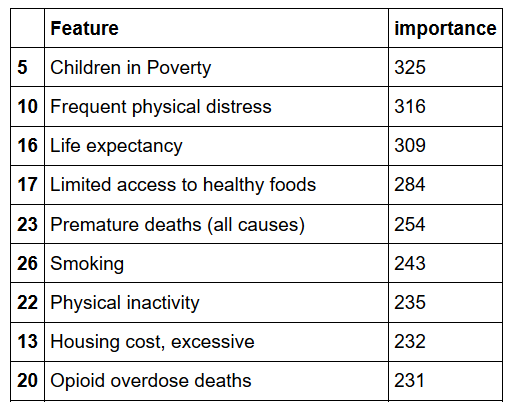 Feature importance
5 Children in Poverty 325
10 Frequent physical distress 316
16 Life expectancy 309
17 Limited access to healthy foods 284
23 Premature deaths (all causes) 254
26 Smoking 243
22 Physical inactivity 235
13 Housing cost, excessive 232
20 Opioid overdose deaths 231